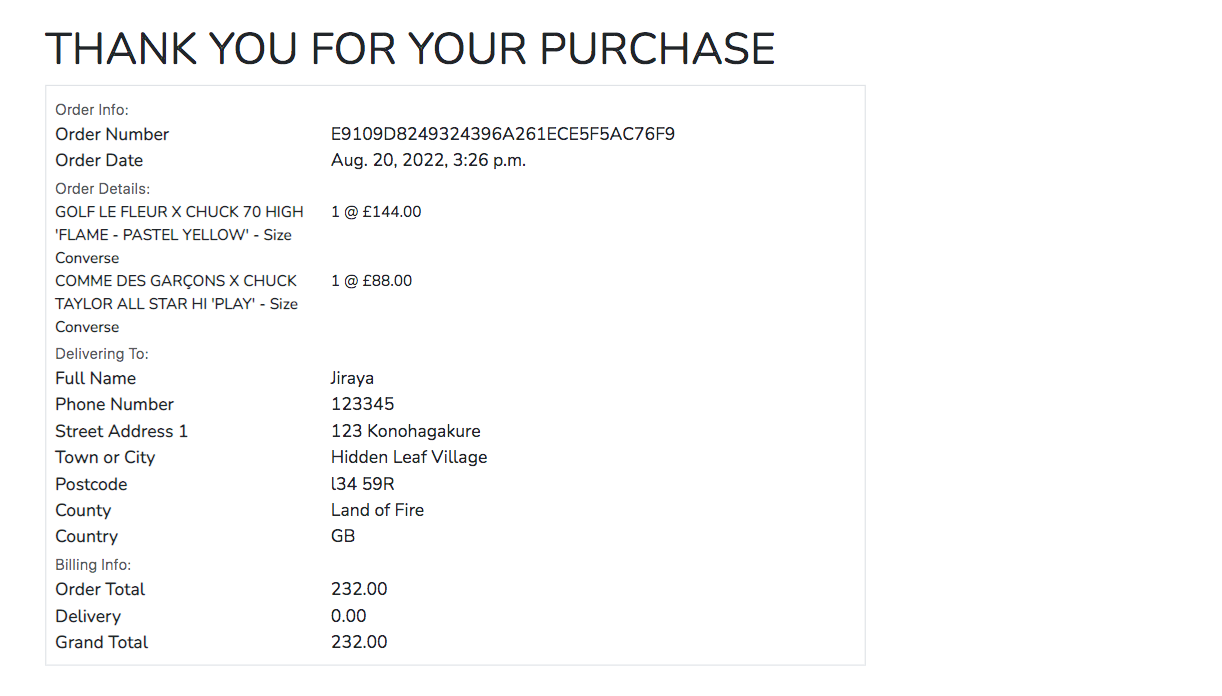 THANK YOU FOR YOUR PURCHASE
Order Info:
Order Number E9109D8249324396A261ECE5F5AC76F9
Order Date Aug. 20, 2022, 3:26 p.m.
Order Details:
GOLF LE FLEUR X CHUCK 70 HIGH 1 @ £144.00
'FLAME - PASTEL YELLOW' - Size
Converse
COMME DES GARÇONS X CHUCK 1 @ £88.00
TAYLOR ALL STAR HI 'PLAY' - Size
Converse
Delivering To:
Full Name Jiraya
Phone Number 123345
Street Address 1 123 Konohagakure
Town or City Hidden Leaf Village
Postcode l34 59R
County Land of Fire
Country GB
Billing Info:
Order Total 232.00
Delivery 0.00
Grand Total 232.00